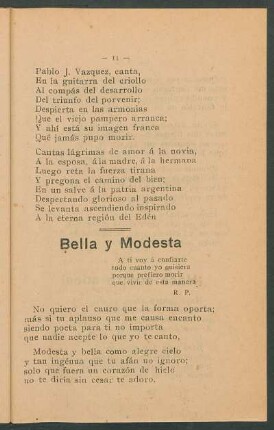 — 15 —
Pablo J. Vazquez, canta,
En la guitarra del criollo
Al compás del desarrollo
Del triunfo del porvenir;
Despierta en las armonías
Que el viejo pampero arranca;
Y ahí está su imagen franca
Qué jamás pupo morir.
Cantas lágrimas de amor á la novia,
A la esposa, á la madre, á la hermana
Luego reta la fuerza tirana
Y pregona el camino del bien;
En un salve á la patria argentina
Despertando glorioso al pasado
Se levanta ascendiendo inspirado
A la eterna región del Edén
Bella y Modesta
A ti voy á confiarte
todo cuanto yo quisiera
porque prefiero morir
que vivir de esta manera
R. P.
No quiero el lauro que la forma oporta;
más si tu aplauso que me causa encanto
siendo poeta para ti no importa
que nadie acepte lo que yo te canto,
Modesta y bella como alegre cielo
y tan ingénua que tu afán no ignoro;
solo que fuera un corazón de hielo
no te diría sin cesar te adoro.